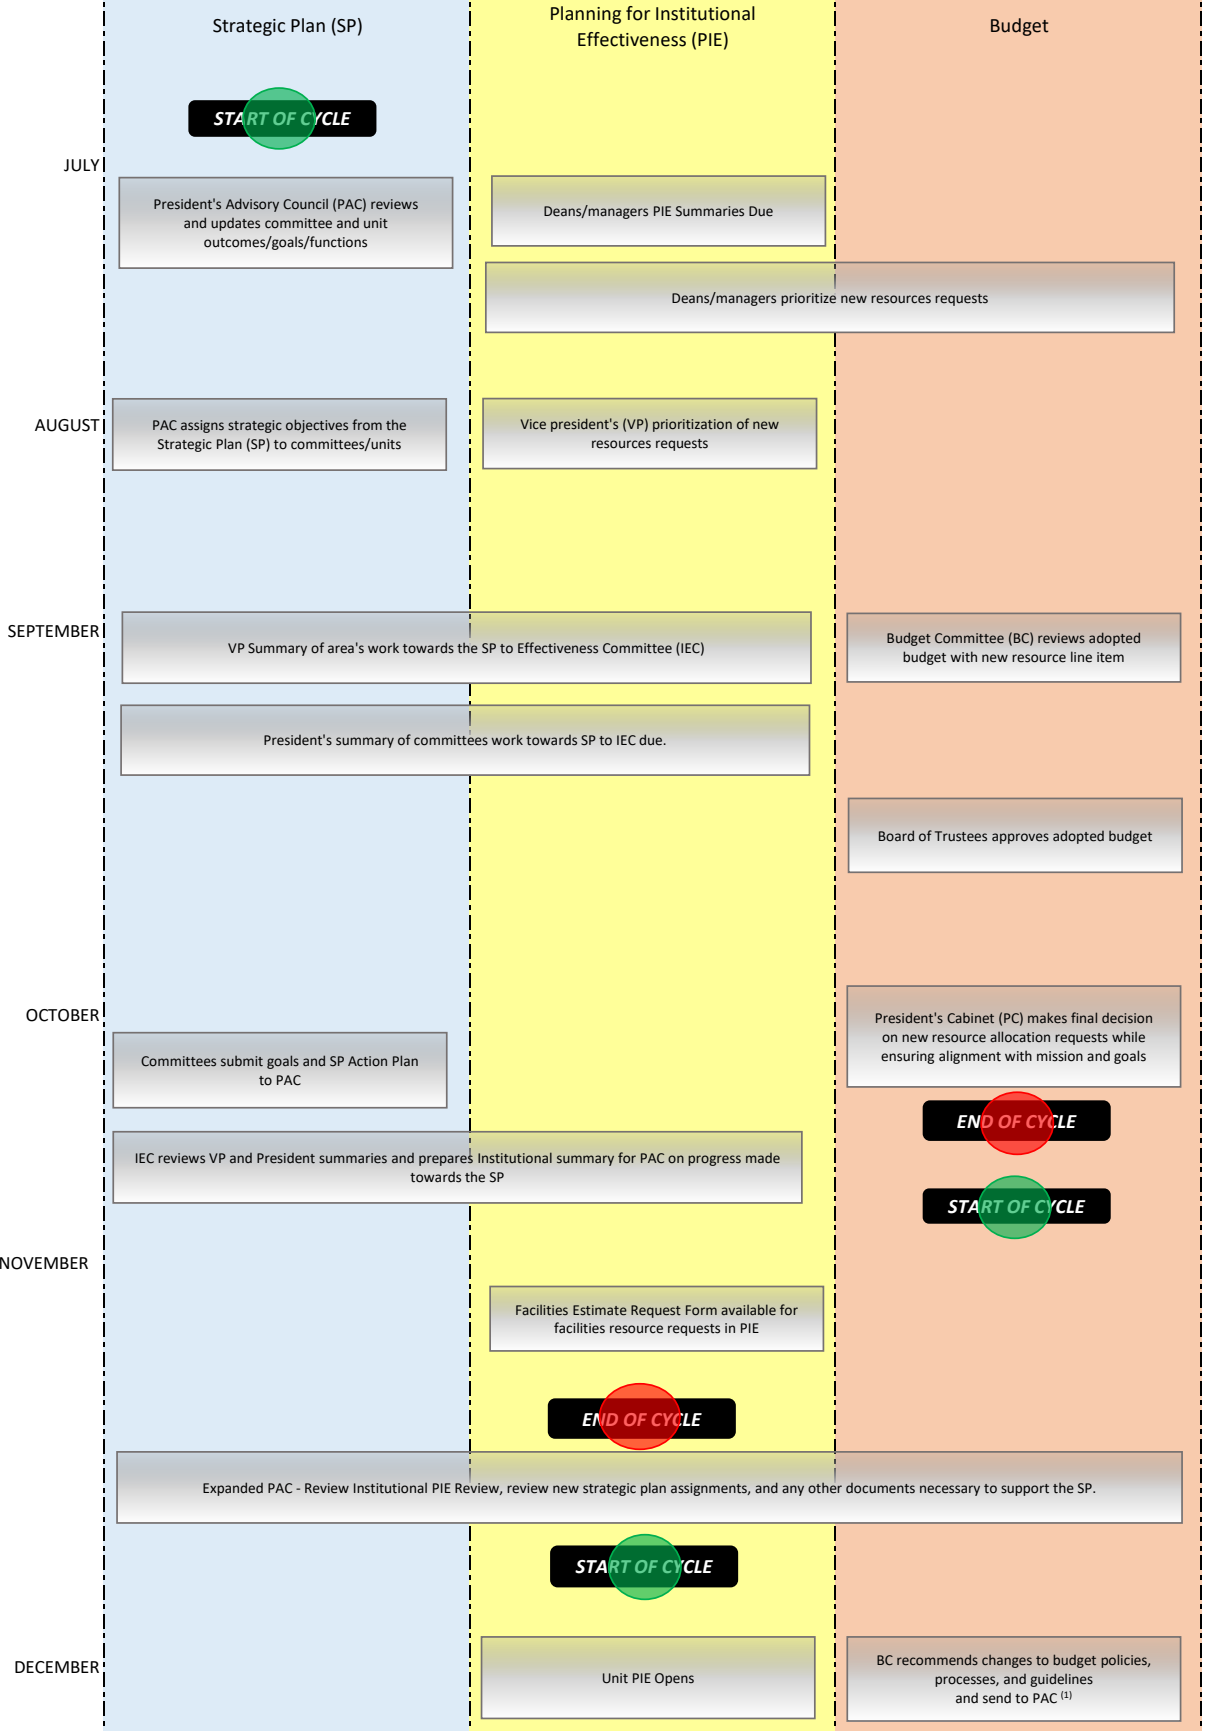 Strategic Plan (SP)
Planning for Institutional
Effectiveness (PIE)
Budget
START OF CYCLE
JULY
President's Advisory Council (PAC) reviews
and updates committee and unit
outcomes/goals/functions
Deans/managers PIE Summaries Due
Deans/managers prioritize new resources requests
AUGUST
PAC assigns strategic objectives from the
Strategic Plan (SP) to committees/units
Vice president's (VP) prioritization of new
resources requests
SEPTEMBER
VP Summary of area's work towards the SP to Effectiveness Committee (IEC)
Budget Committee (BC) reviews adopted
budget with new resource line item
President's summary of committees work towards SP to IEC due.
Board of Trustees approves adopted budget
OCTOBER
President's Cabinet (PC) makes final decision
on new resource allocation requests while
ensuring alignment with mission and goals
Committees submit goals and SP Action Plan
to PAC
END OF CYCLE
IEC reviews VP and President summaries and prepares Institutional summary for PAC on progress made
towards the SP
START OF CYCLE
NOVEMBER
Facilities Estimate Request Form available for
facilities resource requests in PIE
END OF CYCLE
Expanded PAC - Review Institutional PIE Review, review new strategic plan assignments, and any other documents necessary to support the SP.
START OF CYCLE
DECEMBER
Unit PIE Opens
BC recommends changes to budget policies,
processes, and guidelines
and send to PAC (1)